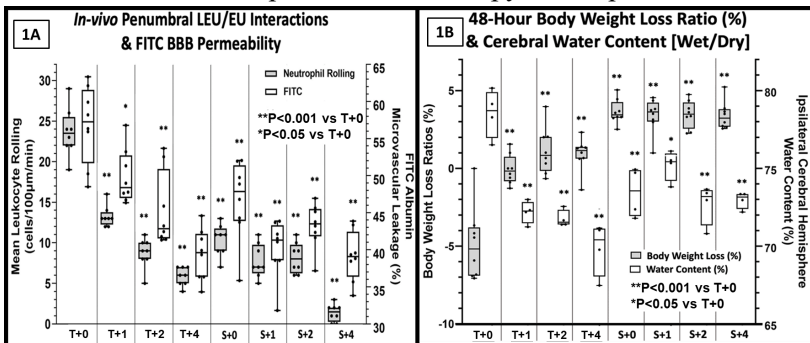 1A
In-vivo Penumbral LEU/EU Interactions
& FITC BBB Permeability
Mean Leukocyte Rolling
(cells/100µm/min)
30
25
20
15
10
5
0
Neutrophil Rolling
FITC
**P<0.001 vs T+0
*P<0.05 vs T+0
** * ** ** ** ** ** ** ** ** ** ** ** **
65
60
55
50
45
40
35
30
Microvascular Leakage (%)
FITC Albumin
T+0 T+1 T+2 T+4 S+0 S+1 S+2 S+4
1B
48-Hour Body Weight Loss Ratio (%)
& Cerebral Water Content [Wet/Dry]
Body Weight Loss Ratios (%)
5
0
-5
-10
** ** ** ** ** ** ** ** ** ** ** * ** **
Body Weight Loss (%)
Water Content (%)
**P<0.001 vs T+0
*P<0.05 vs T+0
80
75
70
65
Ipsilateral Cerebral Hemisphere
Water Content (%)
T+0 T+1 T+2 T+4 S+0 S+1 S+2 S+4